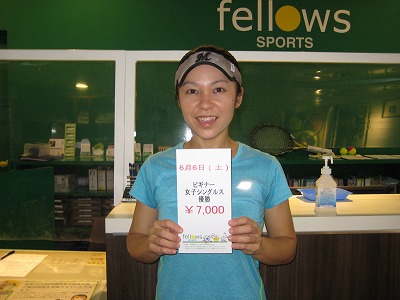 fellows
SPORTS
6月6日（土）
ビギナー
女子シングルス
優勝
￥7,000
fellows